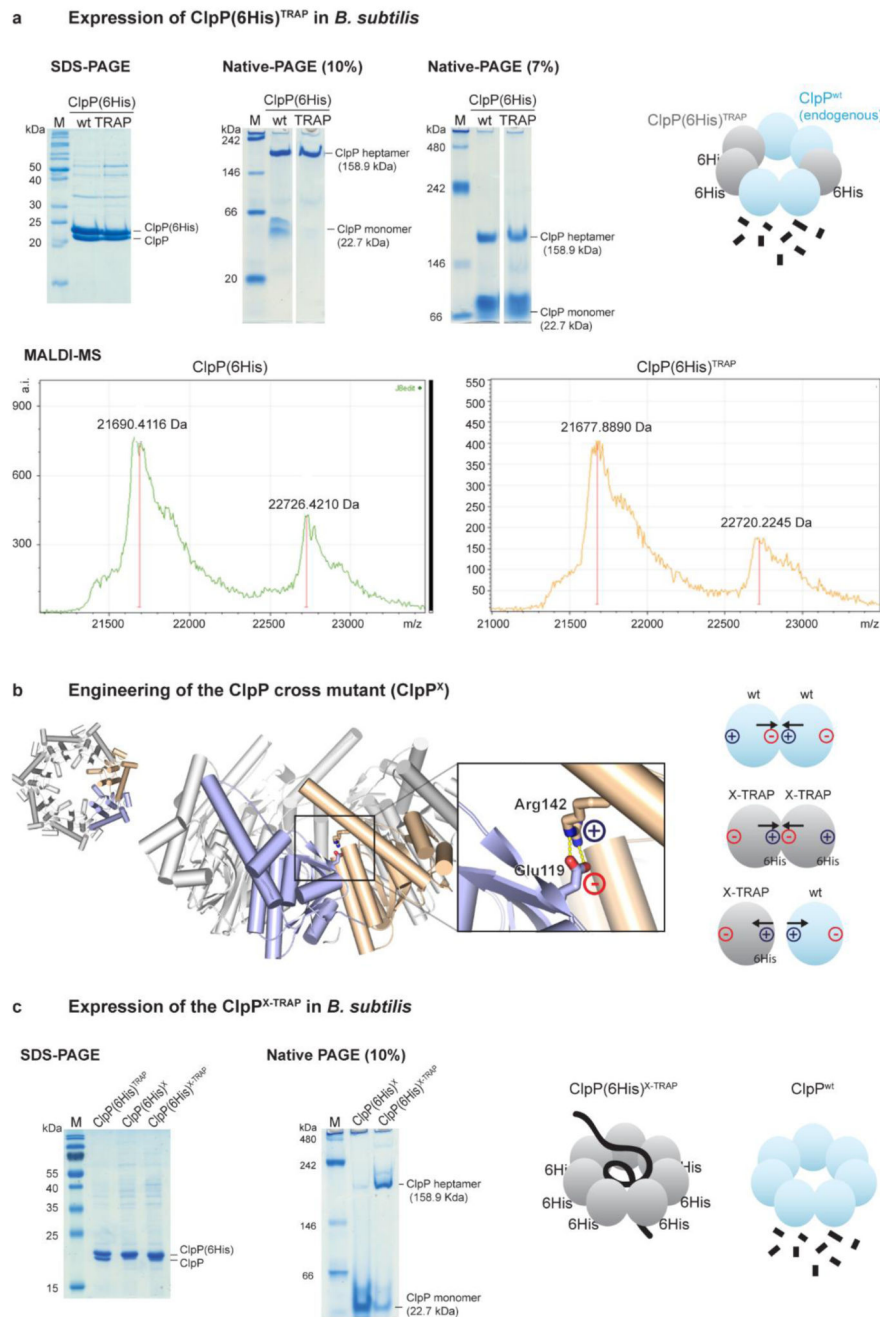 a Expression of ClpP(6His)TRAP in B. subtilis
SDS-PAGE
ClpP(6His)
kDa
M
wt TRAP
50
40
30
25
20
ClpP(6His)
ClpP
Native-PAGE (10%)
ClpP(6His)
kDa
M
wt
TRAP
242
146
66
20
ClpP heptamer
(158.9 kDa)
ClpP monomer
(22.7 kDa)
Native-PAGE (7%)
ClpP(6His)
kDa
M
wt TRAP
480
242
146
66
ClpP heptamer
(158.9 kDa)
ClpP monomer
(22.7 kDa)
ClpPwt
(endogenous)
ClpP(6His)TRAP
6Hi
6His
6His
MALDI-MS
ClpP(6His)
a.i.
JBedit
900
600
300
21690.4116 Da
22726.4210 Da
21500
22000
22500
23000
m/z
ClpP(6His)TRAP
550
500
450
400
350
300
250
200
150
100
50
21677.8890 Da
22720.2245 Da
21000
21500
22000
22500
23000
m/z
b Engineering of the ClpP cross mutant (ClpPX)
Arg142
+
Glu119
-
wt wt
+ - + -
X-TRAP X-TRAP
- + - +
6His 6His
X-TRAP wt
- + + -
6His
c Expression of the ClpPX-TRAP in B. subtilis
SDS-PAGE
ClpP(6His)TRAP
ClpP(6His)X
ClpP(6His)X-TRAP
kDa
M
55
40
35
25
15
ClpP(6His)
ClpP
Native PAGE (10%)
ClpP(6His)X
ClpP(6His)X-TRAP
kDa
M
480
242
146
66
ClpP heptamer
(158.9 Kda)
ClpP monomer
(22.7 kDa)
ClpP(6His)X-TRAP
6His
His
6His
6His
6His
6His
ClpPwt